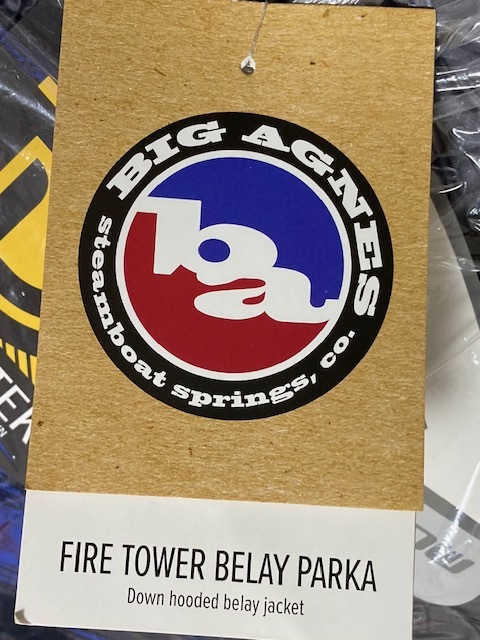 BIG AGNES
ba
steamboat springs, co.
FIRE TOWER BELAY PARKA
Down hooded belay jacket